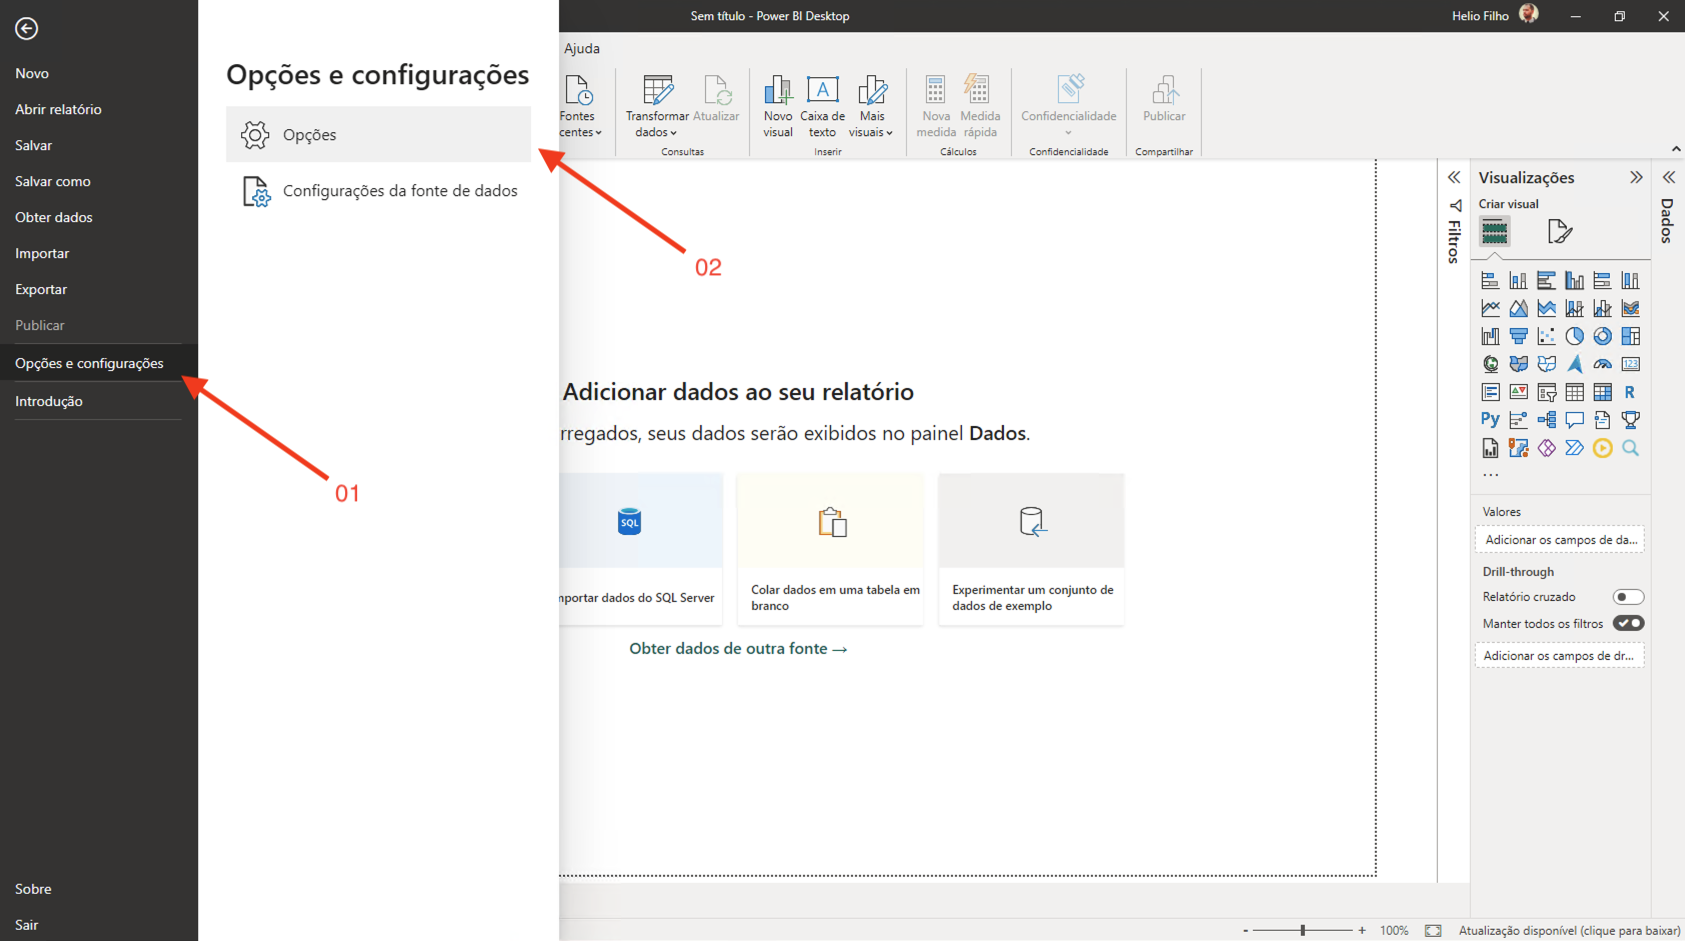 Sem título - Power BI Desktop
Helio Filho
Novo
Abrir relatório
Salvar
Salvar como
Obter dados
Importar
Exportar
Publicar
Opções e configurações
Introdução
Sobre
Sair
Opções e configurações
Opções
Configurações da fonte de dados
01
02
Ajuda
Fontes
centes
Transformar
dados
Atualizar
Consultas
Novo
visual
Caixa de
texto
Mais
visuais
Inserir
Nova
medida
Medida
rápida
Cálculos
Confidencialidade
Confidencialidade
Publicar
Compartilhar
Adicionar dados ao seu relatório
rregados, seus dados serão exibidos no painel Dados.
SQL
mportar dados do SQL Server
Colar dados em uma tabela em
branco
Experimentar um conjunto de
dados de exemplo
Obter dados de outra fonte →
Filtros
Visualizações
Criar visual
123
R
Py
...
Valores
Adicionar os campos de da...
Drill-through
Relatório cruzado
Manter todos os filtros
Adicionar os campos de dr...
Dados
- + 100%
Atualização disponível (clique para baixar)